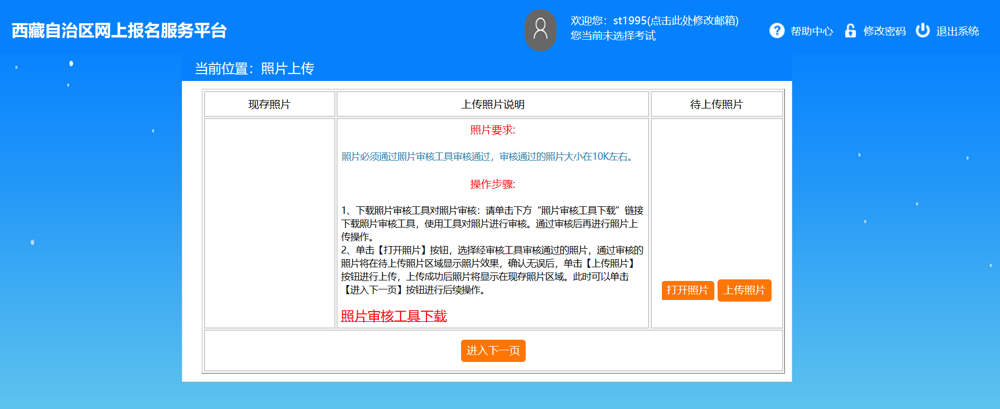 西藏自治区网上报名服务平台
欢迎您：st1995(点击此处修改邮箱)
您当前未选择考试
帮助中心
修改密码
退出系统
当前位置：照片上传
现存照片
上传照片说明
待上传照片
照片要求:
照片必须通过照片审核工具审核通过，审核通过的照片大小在10K左右。
操作步骤:
1、下载照片审核工具对照片审核：请单击下方“照片审核工具下载”链接
下载照片审核工具，使用工具对照片进行审核。通过审核后再进行照片上
传操作。
2、单击【打开照片】按钮，选择经审核工具审核通过的照片，通过审核的
照片将在待上传照片区域显示照片效果，确认无误后，单击【上传照片】
按钮进行上传，上传成功后照片将显示在现存照片区域。此时可以单击
【进入下一页】按钮进行后续操作。
照片审核工具下载
打开照片
上传照片
进入下一页